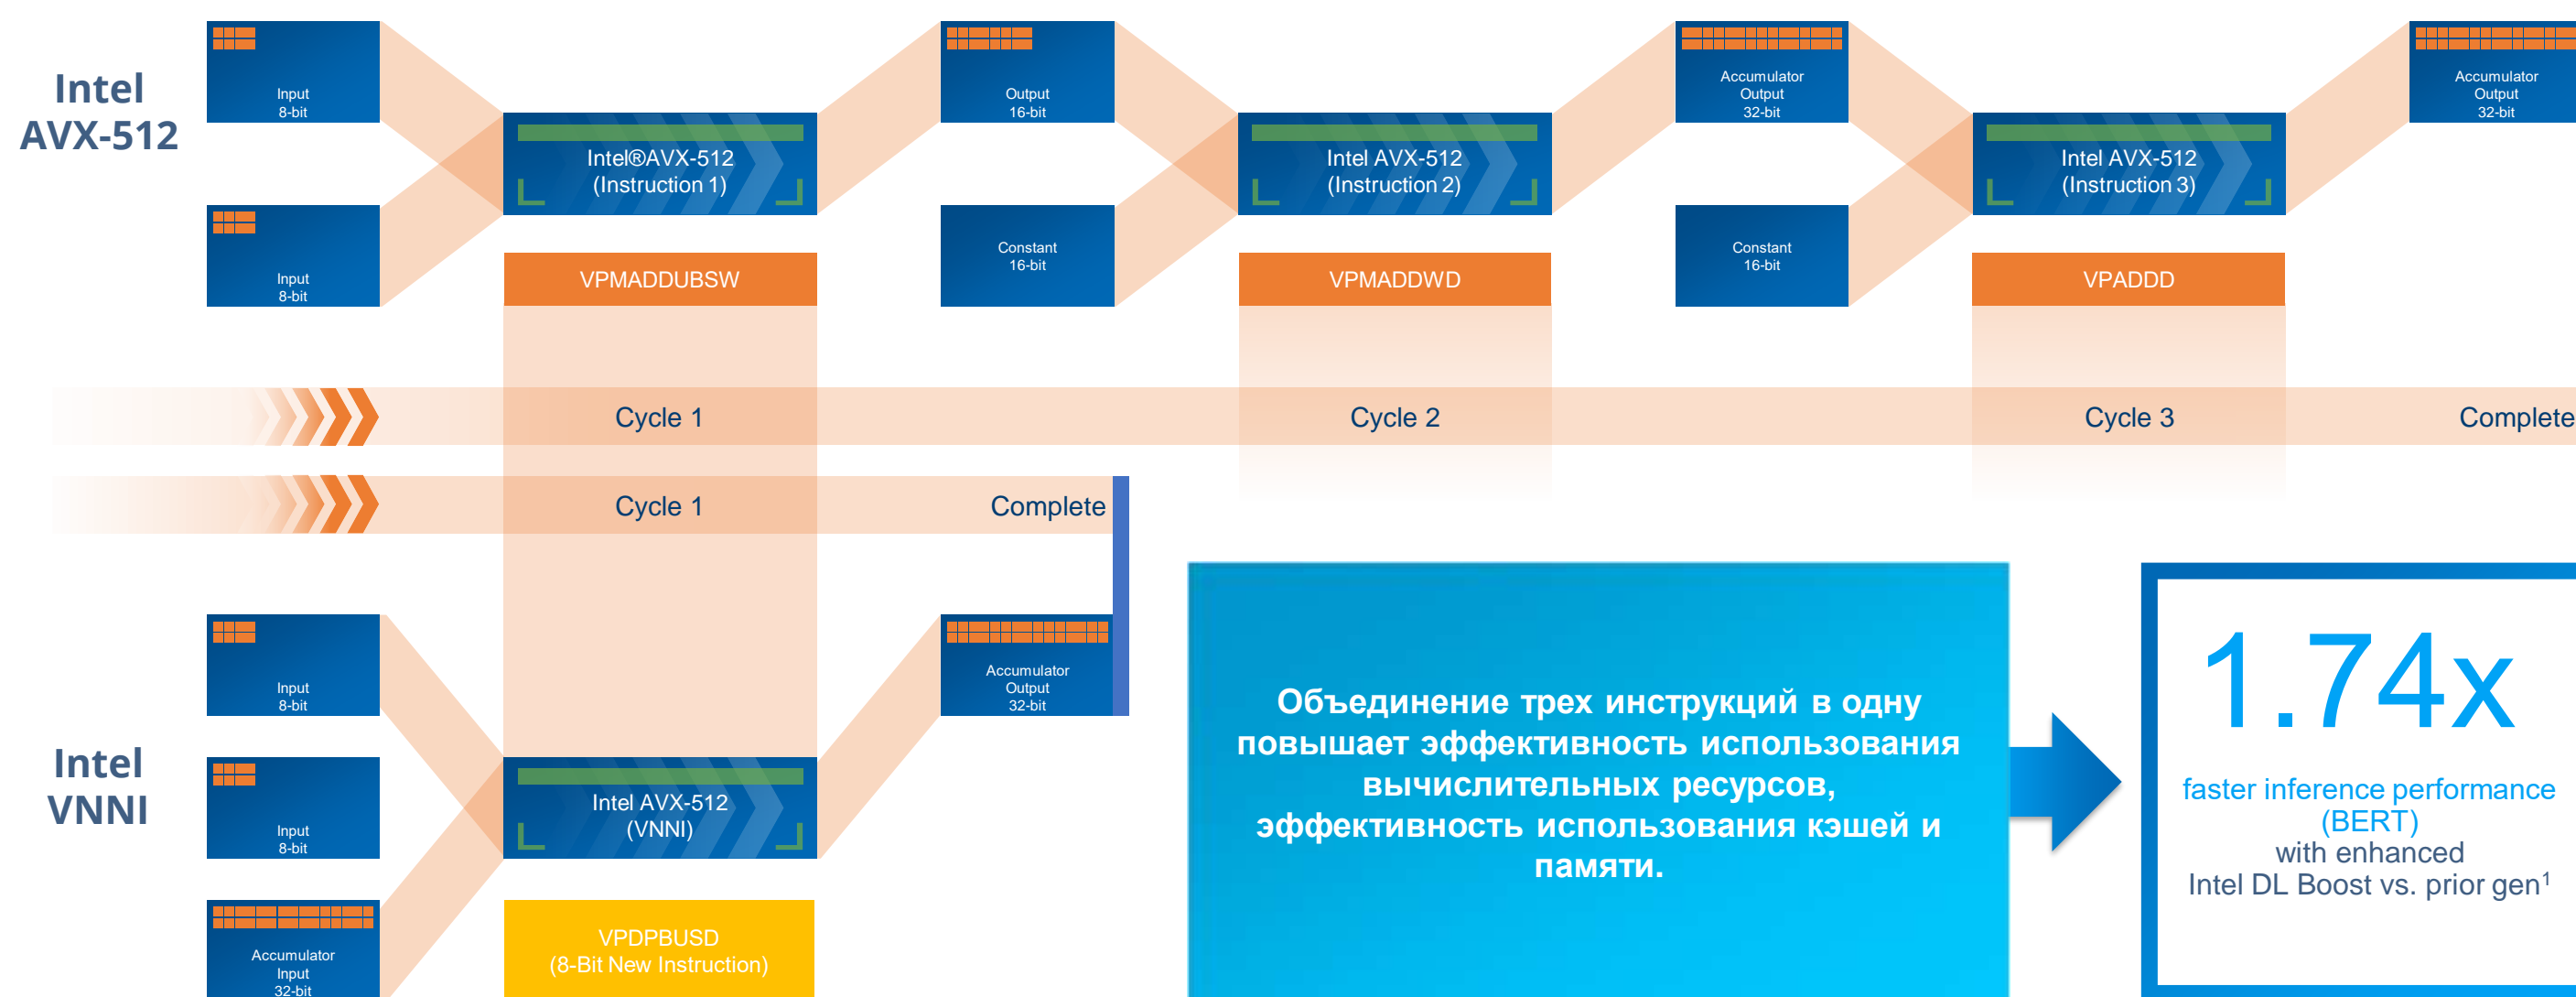 Intel
AVX-512
Input
8-bit
Input
8-bit
Intel®AVX-512
(Instruction 1)
VPMADDUBSW
Output
16-bit
Constant
16-bit
Intel AVX-512
(Instruction 2)
VPMADDWD
Accumulator
Output
32-bit
Constant
16-bit
Intel AVX-512
(Instruction 3)
VPADDD
Accumulator
Output
32-bit
Cycle 1
Cycle 2
Cycle 3
Complete
Cycle 1
Complete
Intel
VNNI
Input
8-bit
Input
8-bit
Accumulator
Input
32-bit
Intel AVX-512
(VNNI)
VPDPBUSD
(8-Bit New Instruction)
Accumulator
Output
32-bit
Объединение трех инструкций в одну
повышает эффективность использования
вычислительных ресурсов,
эффективность использования кэшей и
памяти.
1.74x
faster inference performance
(BERT)
with enhanced
Intel DL Boost vs. prior gen¹